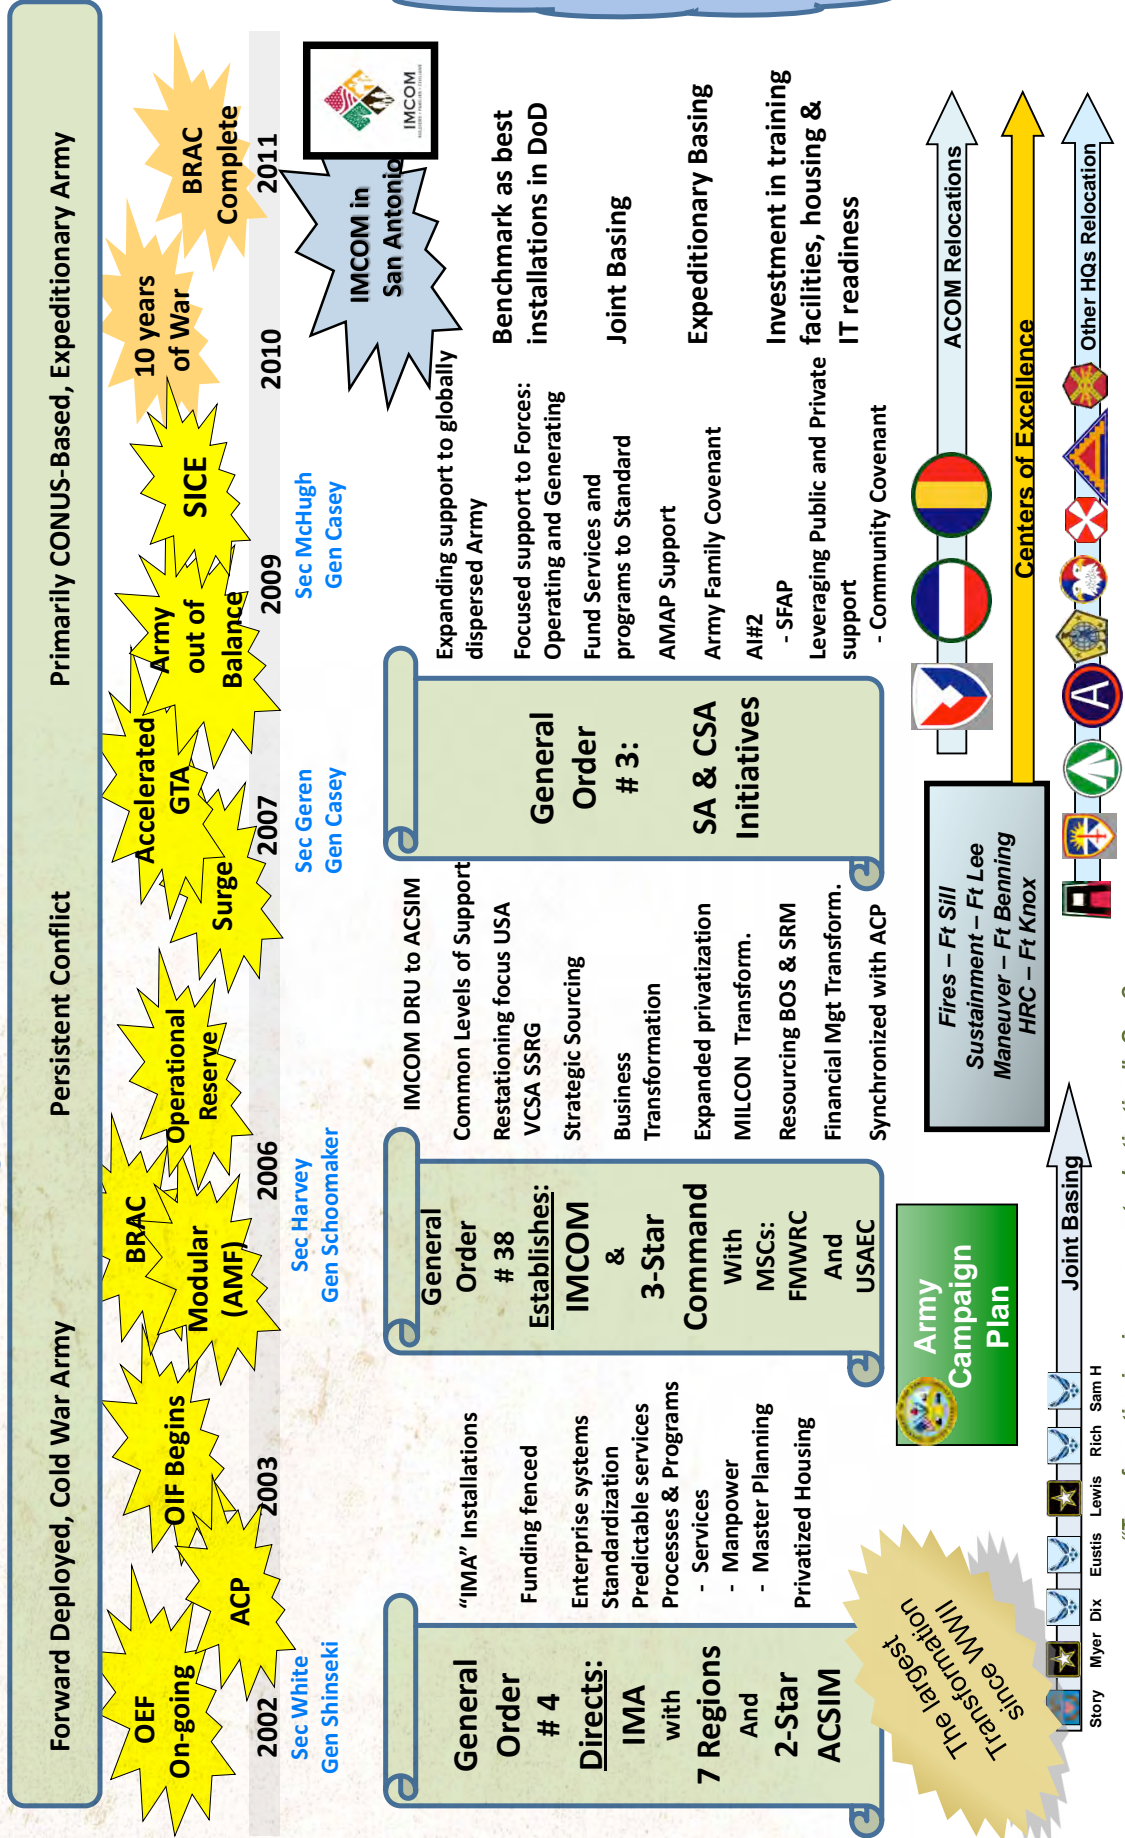 Forward Deployed, Cold War Army
Persistent Conflict
Primarily CONUS-Based, Expeditionary Army
OEF
On-going
ACP
OIF Begins
BRAC
Modular
(AMF)
Operational
Reserve
Surge
Accelerated
GTA
Army
out of
Balance
SICE
10 years
of War
BRAC
Complete
2002
2003
2006
2007
2009
2010
2011
Sec White
Gen Shinseki
Sec Harvey
Gen Schoomaker
Sec Geren
Gen Casey
Sec McHugh
Gen Casey
IMCOM in
San Antonio
IMCOM
General
Order
# 4
Directs:
IMA
with
7 Regions
And
2-Star
ACSIM
“IMA” Installations
Funding fenced
Enterprise systems
Standardization
Predictable services
Processes & Programs
- Services
- Manpower
- Master Planning
Privatized Housing
General
Order
# 38
Establishes:
IMCOM
&
3-Star
Command
With
MSCs:
FMWRC
And
USAEC
IMCOM DRU to ACSIM
Common Levels of Support
Restationing focus USA
VCSA SSRG
Strategic Sourcing
Business
Transformation
Expanded privatization
MILCON Transform.
Resourcing BOS & SRM
Financial Mgt Transform.
Synchronized with ACP
General
Order
# 3:
SA & CSA
Initiatives
Expanding support to globally
dispersed Army
Focused support to Forces:
Operating and Generating
Fund Services and
programs to Standard
AMAP Support
Army Family Covenant
AI#2
- SFAP
Leveraging Public and Private
support
- Community Covenant
Benchmark as best
installations in DoD
Joint Basing
Expeditionary Basing
Investment in training
facilities, housing &
IT readiness
The largest
Transformation
since WWII
Army
Campaign
Plan
Fires – Ft Sill
Sustainment – Ft Lee
Maneuver – Ft Benning
HRC – Ft Knox
ACOM Relocations
Centers of Excellence
Other HQs Relocation
A
Joint Basing
Story
Myer
Dix
Eustis
Lewis
Rich
Sam H